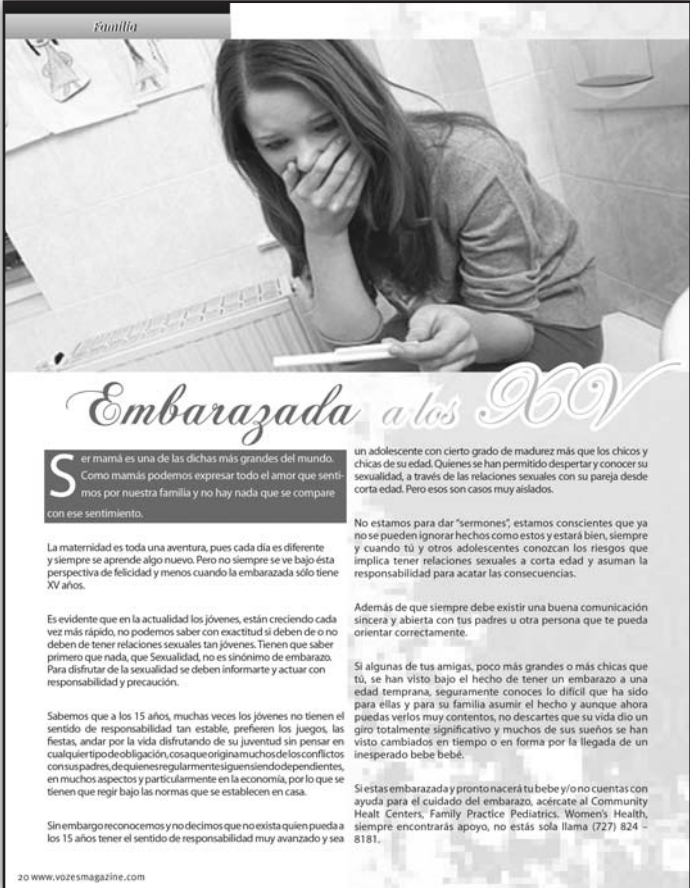 Familia
Embarazada a los XV
Ser mamá es una de las dichas más grandes del mundo.
Como mamás podemos expresar todo el amor que senti-
mos por nuestra familia y no hay nada que se compare
con ese sentimiento.
La maternidad es toda una aventura, pues cada día es diferente
y siempre se aprende algo nuevo. Pero no siempre se ve bajo ésta
perspectiva de felicidad y menos cuando la embarazada sólo tiene
XV años.
Es evidente que en la actualidad los jóvenes, están creciendo cada
vez más rápido, no podemos saber con exactitud si deben de o no
deben de tener relaciones sexuales tan jóvenes. Tienen que saber
primero que nada, que Sexualidad, no es sinónimo de embarazo.
Para disfrutar de la sexualidad se deben informarte y actuar con
responsabilidad y precaución.
Sabemos que a los 15 años, muchas veces los jóvenes no tienen el
sentido de responsabilidad tan estable, prefieren los juegos, las
fiestas, andar por la vida disfrutando de su juventud sin pensar en
cualquier tipo de obligación, cosa que origina muchos de los conflictos
con sus padres, de quienes regularmente siguen siendo dependientes,
en muchos aspectos y particularmente en la economía, por lo que se
tienen que regir bajo las normas que se establecen en casa.
Sin embargo reconocemos y no decimos que no exista quien pueda a
los 15 años tener el sentido de responsabilidad muy avanzado y sea
un adolescente con cierto grado de madurez más que los chicos y
chicas de su edad. Quienes se han permitido despertar y conocer su
sexualidad, a través de las relaciones sexuales con su pareja desde
corta edad. Pero esos son casos muy aislados.
No estamos para dar "sermones", estamos conscientes que ya
no se pueden ignorar hechos como estos y estará bien, siempre
y cuando tú y otros adolescentes conozcan los riesgos que
implica tener relaciones sexuales a corta edad y asuman la
responsabilidad para acatar las consecuencias.
Además de que siempre debe existir una buena comunicación
sincera y abierta con tus padres u otra persona que te pueda
orientar correctamente.
Si algunas de tus amigas, poco más grandes o más chicas que
tú, se han visto bajo el hecho de tener un embarazo a una
edad temprana, seguramente conoces lo difícil que ha sido
para ellas y para su familia asumir el hecho y aunque ahora
puedas verlos muy contentos, no descartes que su vida dio un
giro totalmente significativo y muchos de sus sueños se han
visto cambiados en tiempo o en forma por la llegada de un
inesperado bebe bebé.
Si estas embarazada y pronto nacerá tu bebe y/o no cuentas con
ayuda para el cuidado del embarazo, acércate al Community
Healt Centers, Family Practice Pediatrics. Women's Health,
siempre encontrarás apoyo, no estás sola llama (727) 824 –
8181.
20 www.vozesmagazine.com